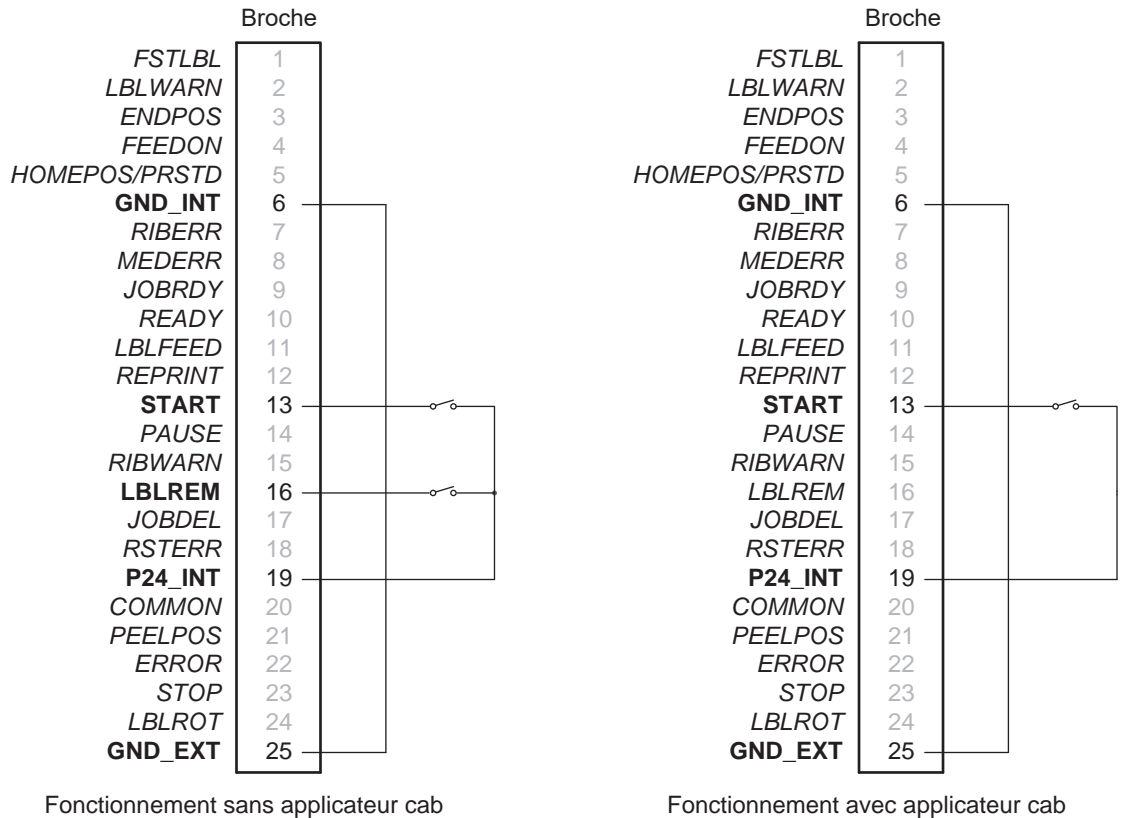 Broche
FSTLBL 1
LBLWARN 2
ENDPOS 3
FEEDON 4
HOMEPOS/PRSTD 5
GND_INT 6
RIBERR 7
MEDERR 8
JOBRDY 9
READY 10
LBLFEED 11
REPRINT 12
START 13
PAUSE 14
RIBWARN 15
LBLREM 16
JOBDEL 17
RSTERR 18
P24_INT 19
COMMON 20
PEELPOS 21
ERROR 22
STOP 23
LBLROT 24
GND_EXT 25
Fonctionnement sans applicateur cab
Broche
FSTLBL 1
LBLWARN 2
ENDPOS 3
FEEDON 4
HOMEPOS/PRSTD 5
GND_INT 6
RIBERR 7
MEDERR 8
JOBRDY 9
READY 10
LBLFEED 11
REPRINT 12
START 13
PAUSE 14
RIBWARN 15
LBLREM 16
JOBDEL 17
RSTERR 18
P24_INT 19
COMMON 20
PEELPOS 21
ERROR 22
STOP 23
LBLROT 24
GND_EXT 25
Fonctionnement avec applicateur cab